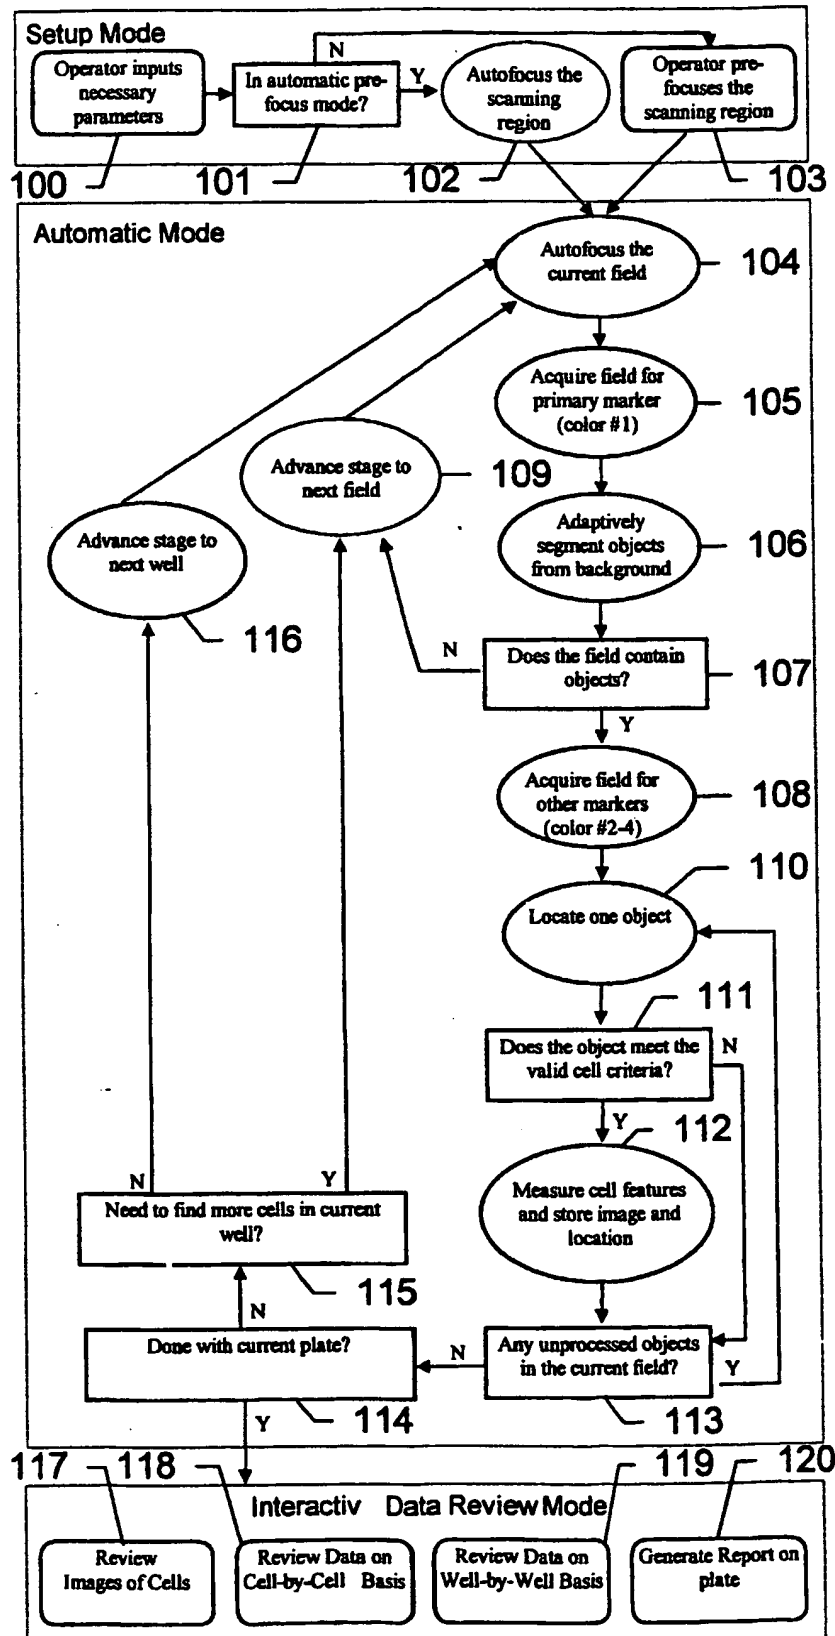 Setup Mode
Operator inputs
necessary
parameters
In automatic pre-
focus mode?
N
Y
Autofocus the
scanning
region
Operator pre-
focuses the
scanning region
100
101
102
103
Automatic Mode
Autofocus the
current field
104
Acquire field for
primary marker
(color #1)
105
Advance stage to
next field
109
Adaptively
segment objects
from background
106
Advance stage to
next well
116
Does the field contain
objects?
107
N
Y
Acquire field for
other markers
(color #2-4)
108
110
Locate one object
111
Does the object meet the
valid cell criteria?
N
Y
112
Measure cell features
and store image and
location
N
Y
Need to find more cells in current
well?
115
N
Done with current plate?
114
Y
N
Any unprocessed objects
in the current field?
Y
113
117
118
119
120
Interactiv Data Review Mode
Review
Images of Cells
Review Data on
Cell-by-Cell Basis
Review Data on
Well-by-Well Basis
Generate Report on
plate